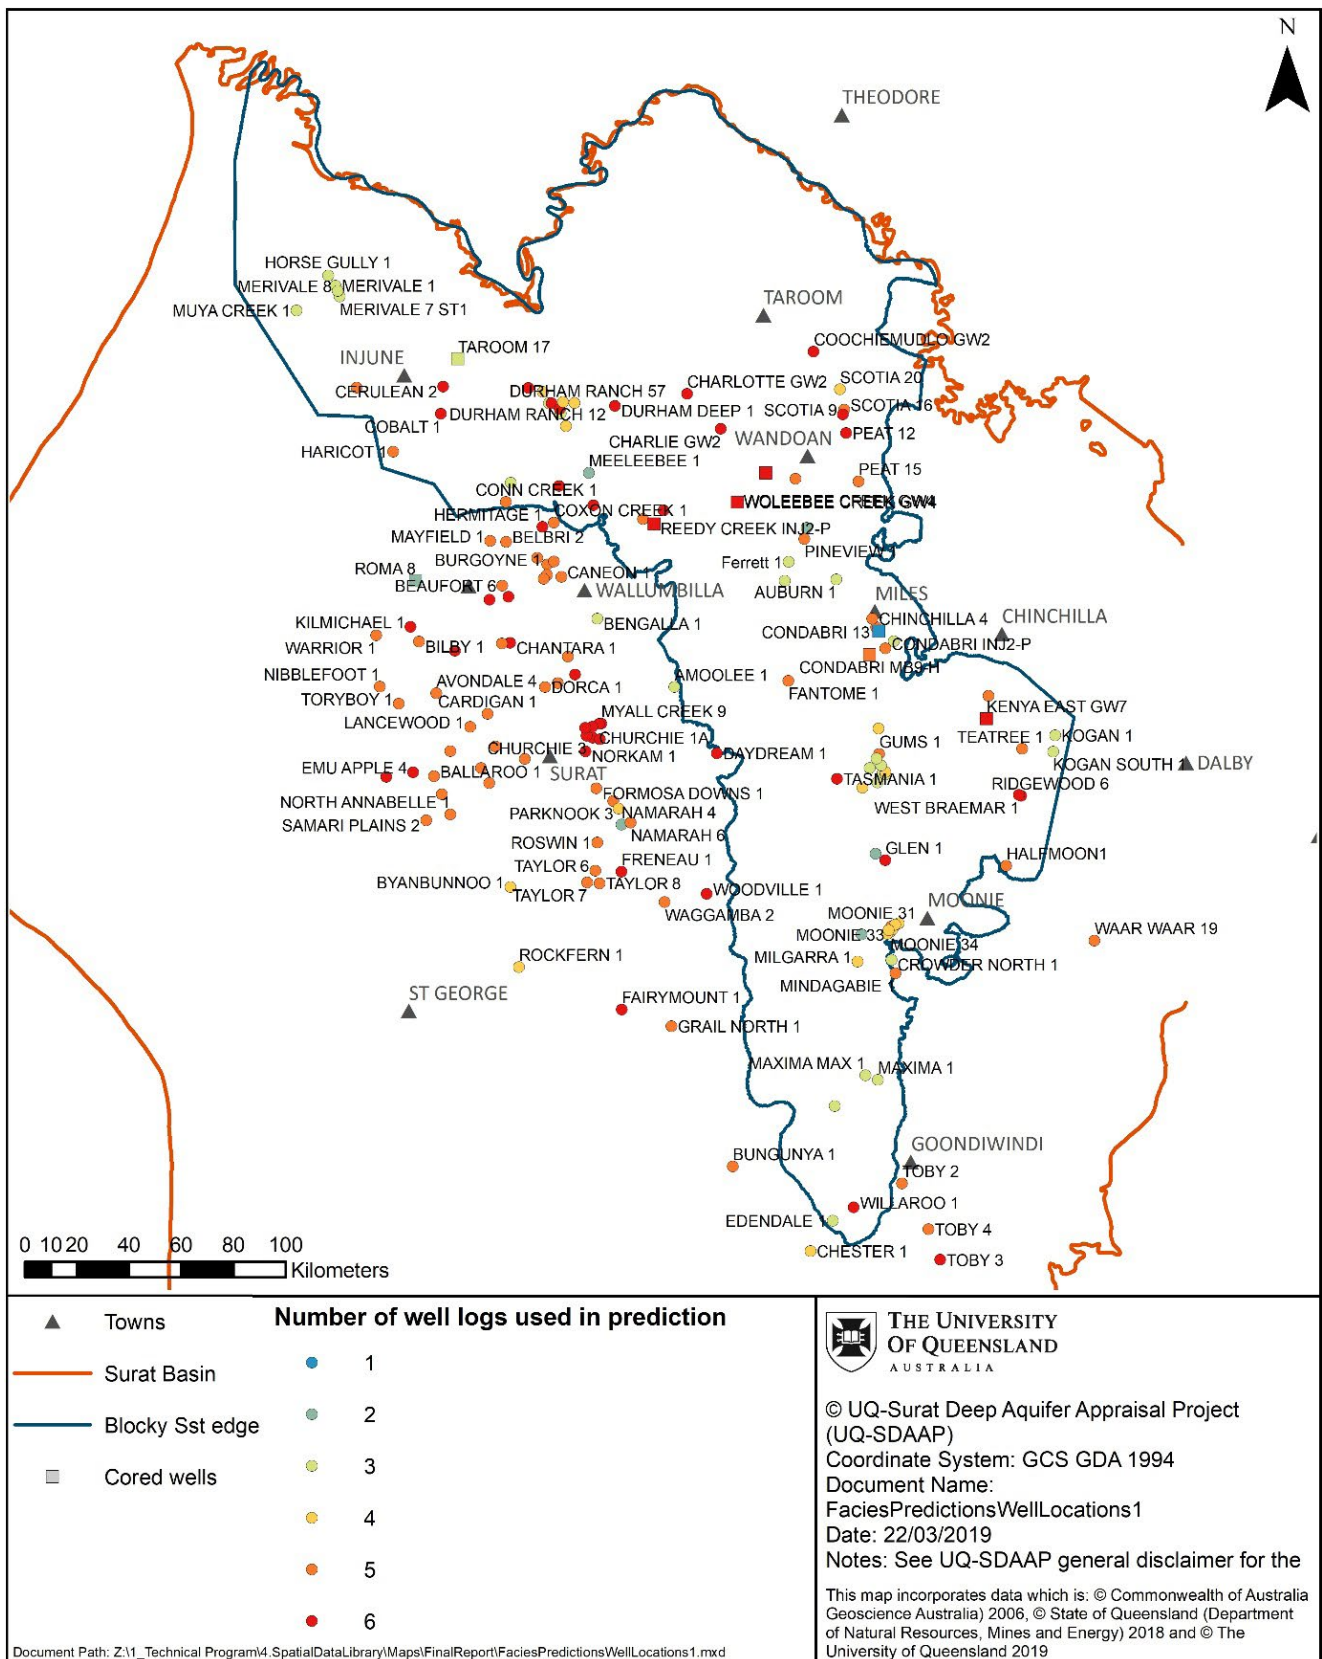 N
THEODORE
HORSE GULLY 1
MERIVALE 8
MERIVALE 1
MUYA CREEK 1
MERIVALE 7 ST1
TAROOM
COOCHIEMUDLO GW2
TAROOM 17
INJUNE
CERULEAN 2
DURHAM RANCH 57
CHARLOTTE GW2
SCOTIA 20
DURHAM RANCH 12
DURHAM DEEP 1
SCOTIA 9
SCOTIA 16
COBALT 1
CHARLIE GW2
WANDOAN
PEAT 12
HARICOT 1
MEELEEBEE 1
PEAT 15
CONN CREEK 1
WOLEEBEE CREEK GW4
HERMITAGE 1
COXON CREEK 1
REEDY CREEK INJ2-P
MAYFIELD 1
BELBRI 2
PINEVIEW 1
BURGOYNE 1
Ferrett 1
ROMA 8
CANEON 1
BEAUFORT 6
WALLUMBILLA
AUBURN 1
MILES
KILMICHAEL 1
BENGALLA 1
CHINCHILLA 4
CHINCHILLA
CONDABRI 13
WARRIOR 1
BILBY 1
CHANTARA 1
CONDABRI INJ2-P
CONDABRI MB9-H
NIBBLEFOOT 1
AVONDALE 4
DORCA 1
AMOOLEE 1
FANTOME 1
TORYBOY 1
CARDIGAN 1
KENYA EAST GW7
LANCEWOOD 1
MYALL CREEK 9
CHURCHIE 1A
GUMS 1
TEATREE 1
KOGAN 1
CHURCHIE 3
NORKAM 1
DAYDREAM 1
KOGAN SOUTH 1
DALBY
EMU APPLE 4
BALLAROO 1
SURAT
TASMANIA 1
RIDGEWOOD 6
NORTH ANNABELLE 1
FORMOSA DOWNS 1
WEST BRAEMAR 1
SAMARI PLAINS 2
PARKNOOK 3
NAMARAH 4
NAMARAH 6
ROSWIN 1
GLEN 1
HALFMOON1
TAYLOR 6
FRENEAU 1
BYANBUNNOO 1
TAYLOR 7
TAYLOR 8
WOODVILLE 1
MOONIE
WAGGAMBA 2
MOONIE 31
WAAR WAAR 19
MOONIE 33
MOONIE 34
ROCKFERN 1
MILGARRA 1
CROWDER NORTH 1
MINDAGABIE 1
ST GEORGE
FAIRYMOUNT 1
GRAIL NORTH 1
MAXIMA MAX 1
MAXIMA 1
BUNGUNYA 1
GOONDIWINDI
TOBY 2
WILLAROO 1
EDENDALE 1
TOBY 4
CHESTER 1
TOBY 3
0 10 20 40 60 80 100
Kilometers
Towns
Surat Basin
Blocky Sst edge
Cored wells
Number of well logs used in prediction
1
2
3
4
5
6
Document Path: Z:\1_Technical Program\4.SpatialDataLibrary\Maps\FinalReport\FaciesPredictionsWellLocations1.mxd
THE UNIVERSITY
OF QUEENSLAND
AUSTRALIA
© UQ-Surat Deep Aquifer Appraisal Project
(UQ-SDAAP)
Coordinate System: GCS GDA 1994
Document Name:
FaciesPredictionsWellLocations1
Date: 22/03/2019
Notes: See UQ-SDAAP general disclaimer for the
This map incorporates data which is: © Commonwealth of Australia
Geoscience Australia) 2006, © State of Queensland (Department
of Natural Resources, Mines and Energy) 2018 and © The
University of Queensland 2019